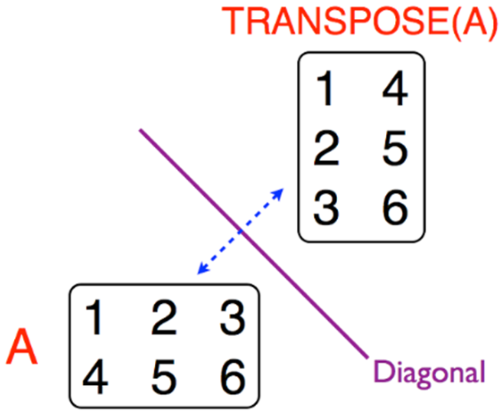 TRANSPOSE(A)
1 4
2 5
3 6
A
1 2 3
4 5 6
Diagonal